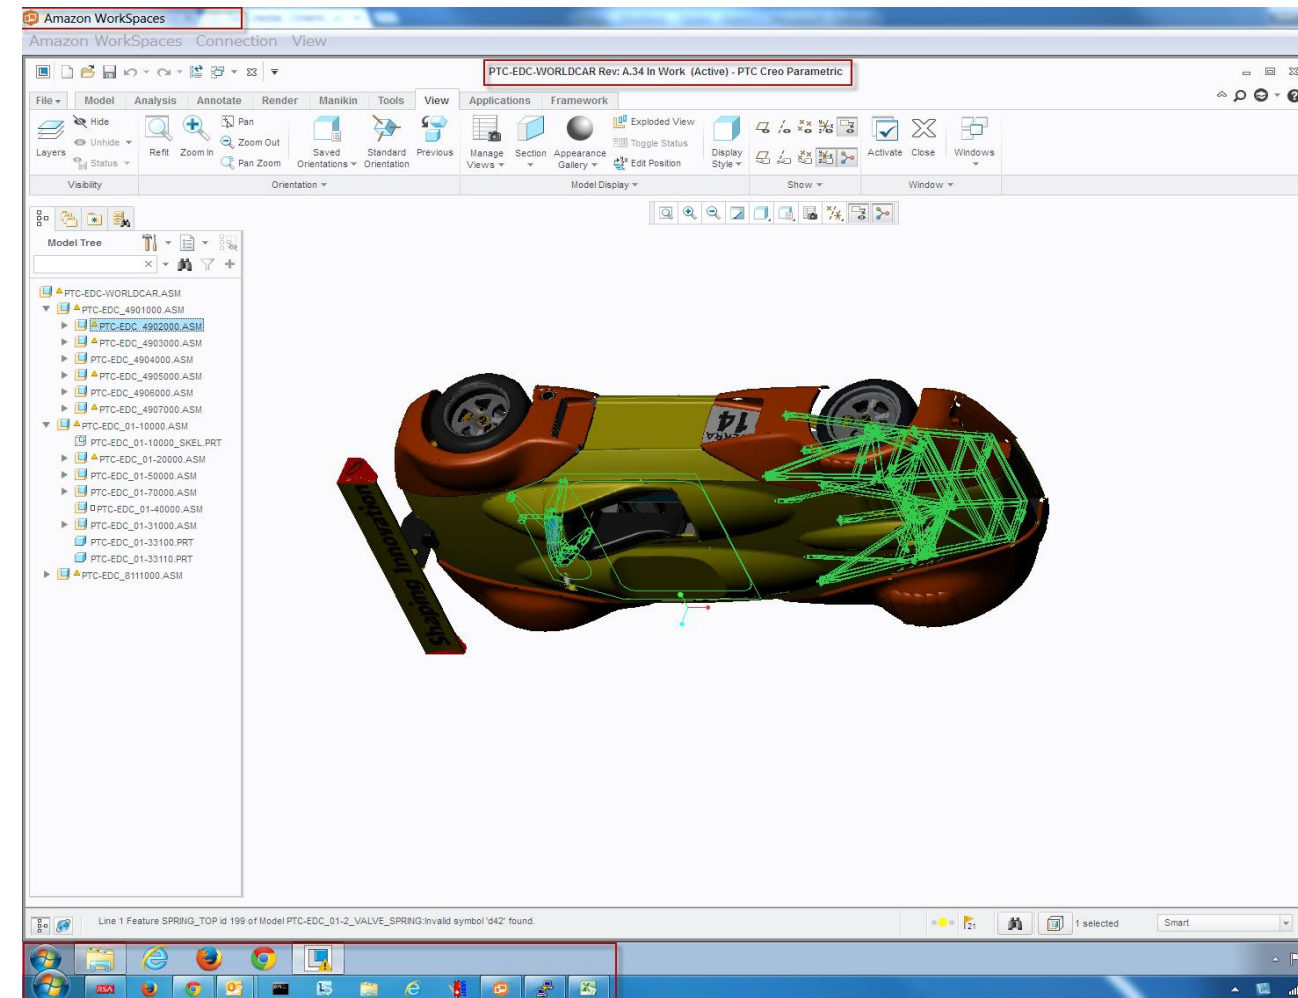 Amazon WorkSpaces
Amazon WorkSpaces Connection View
PTC-EDC-WORLDCAR Rev: A.34 In Work (Active) - PTC Creo Parametric
File Model Analysis Annotate Render Manikin Tools View Applications Framework
Layers
Hide
Unhide
Status
Refit
Zoom In
Pan
Zoom Out
Pan Zoom
Saved Orientations
Standard Orientation
Previous
Manage Views
Section
Appearance Gallery
Exploded View
Toggle Status
Edit Position
Display Style
Activate
Close
Windows
Visibility
Orientation
Model Display
Show
Window
Model Tree
PTC-EDC-WORLDCAR.ASM
PTC-EDC_4901000.ASM
PTC-EDC_4902000.ASM
PTC-EDC_4903000.ASM
PTC-EDC_4904000.ASM
PTC-EDC_4905000.ASM
PTC-EDC_4906000.ASM
PTC-EDC_4907000.ASM
PTC-EDC_01-10000.ASM
PTC-EDC_01-10000_SKEL.PRT
PTC-EDC_01-20000.ASM
PTC-EDC_01-50000.ASM
PTC-EDC_01-70000.ASM
PTC-EDC_01-40000.ASM
PTC-EDC_01-31000.ASM
PTC-EDC_01-33100.PRT
PTC-EDC_01-33110.PRT
PTC-EDC_8111000.ASM
14
Shaping Innovation
Line 1 Feature SPRING_TOP id 199 of Model PTC-EDC_01-2_VALVE_SPRING:Invalid symbol 'd42' found.
21
1 selected
Smart
RSA